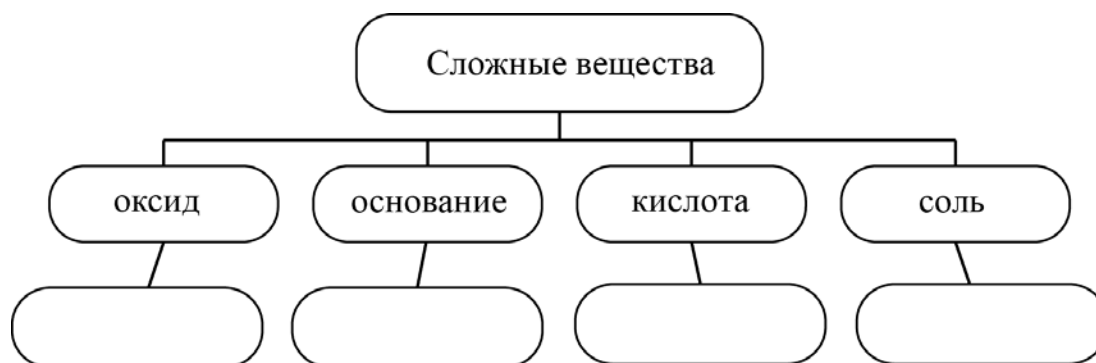 Сложные вещества
оксид
основание
кислота
соль